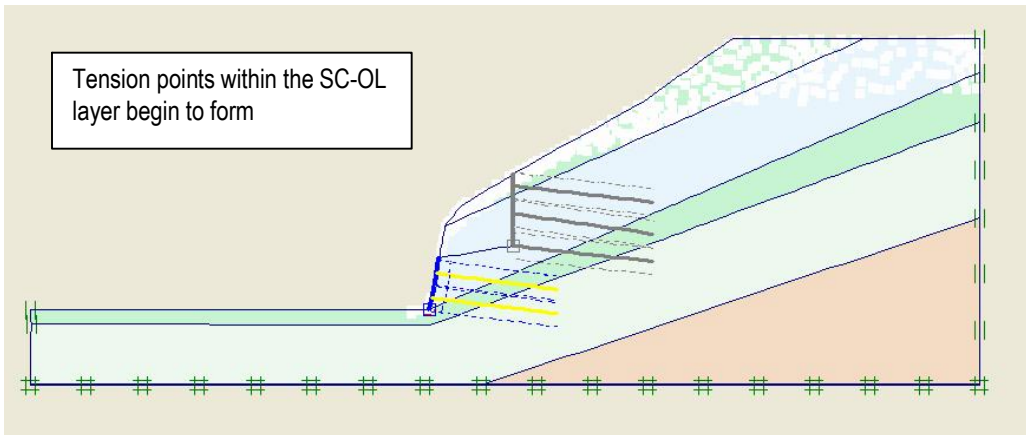 Tension points within the SC-OL
layer begin to form